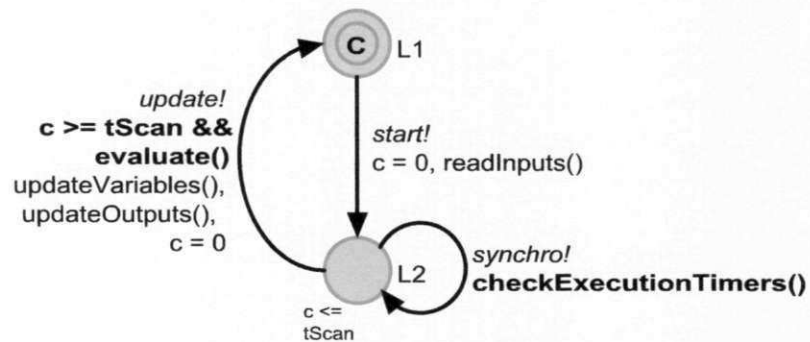 C
L1
update!
c >= tScan &&
evaluate()
updateVariables(),
updateOutputs(),
c = 0
start!
c = 0, readInputs()
L2
synchro!
checkExecutionTimers()
c <=
tScan